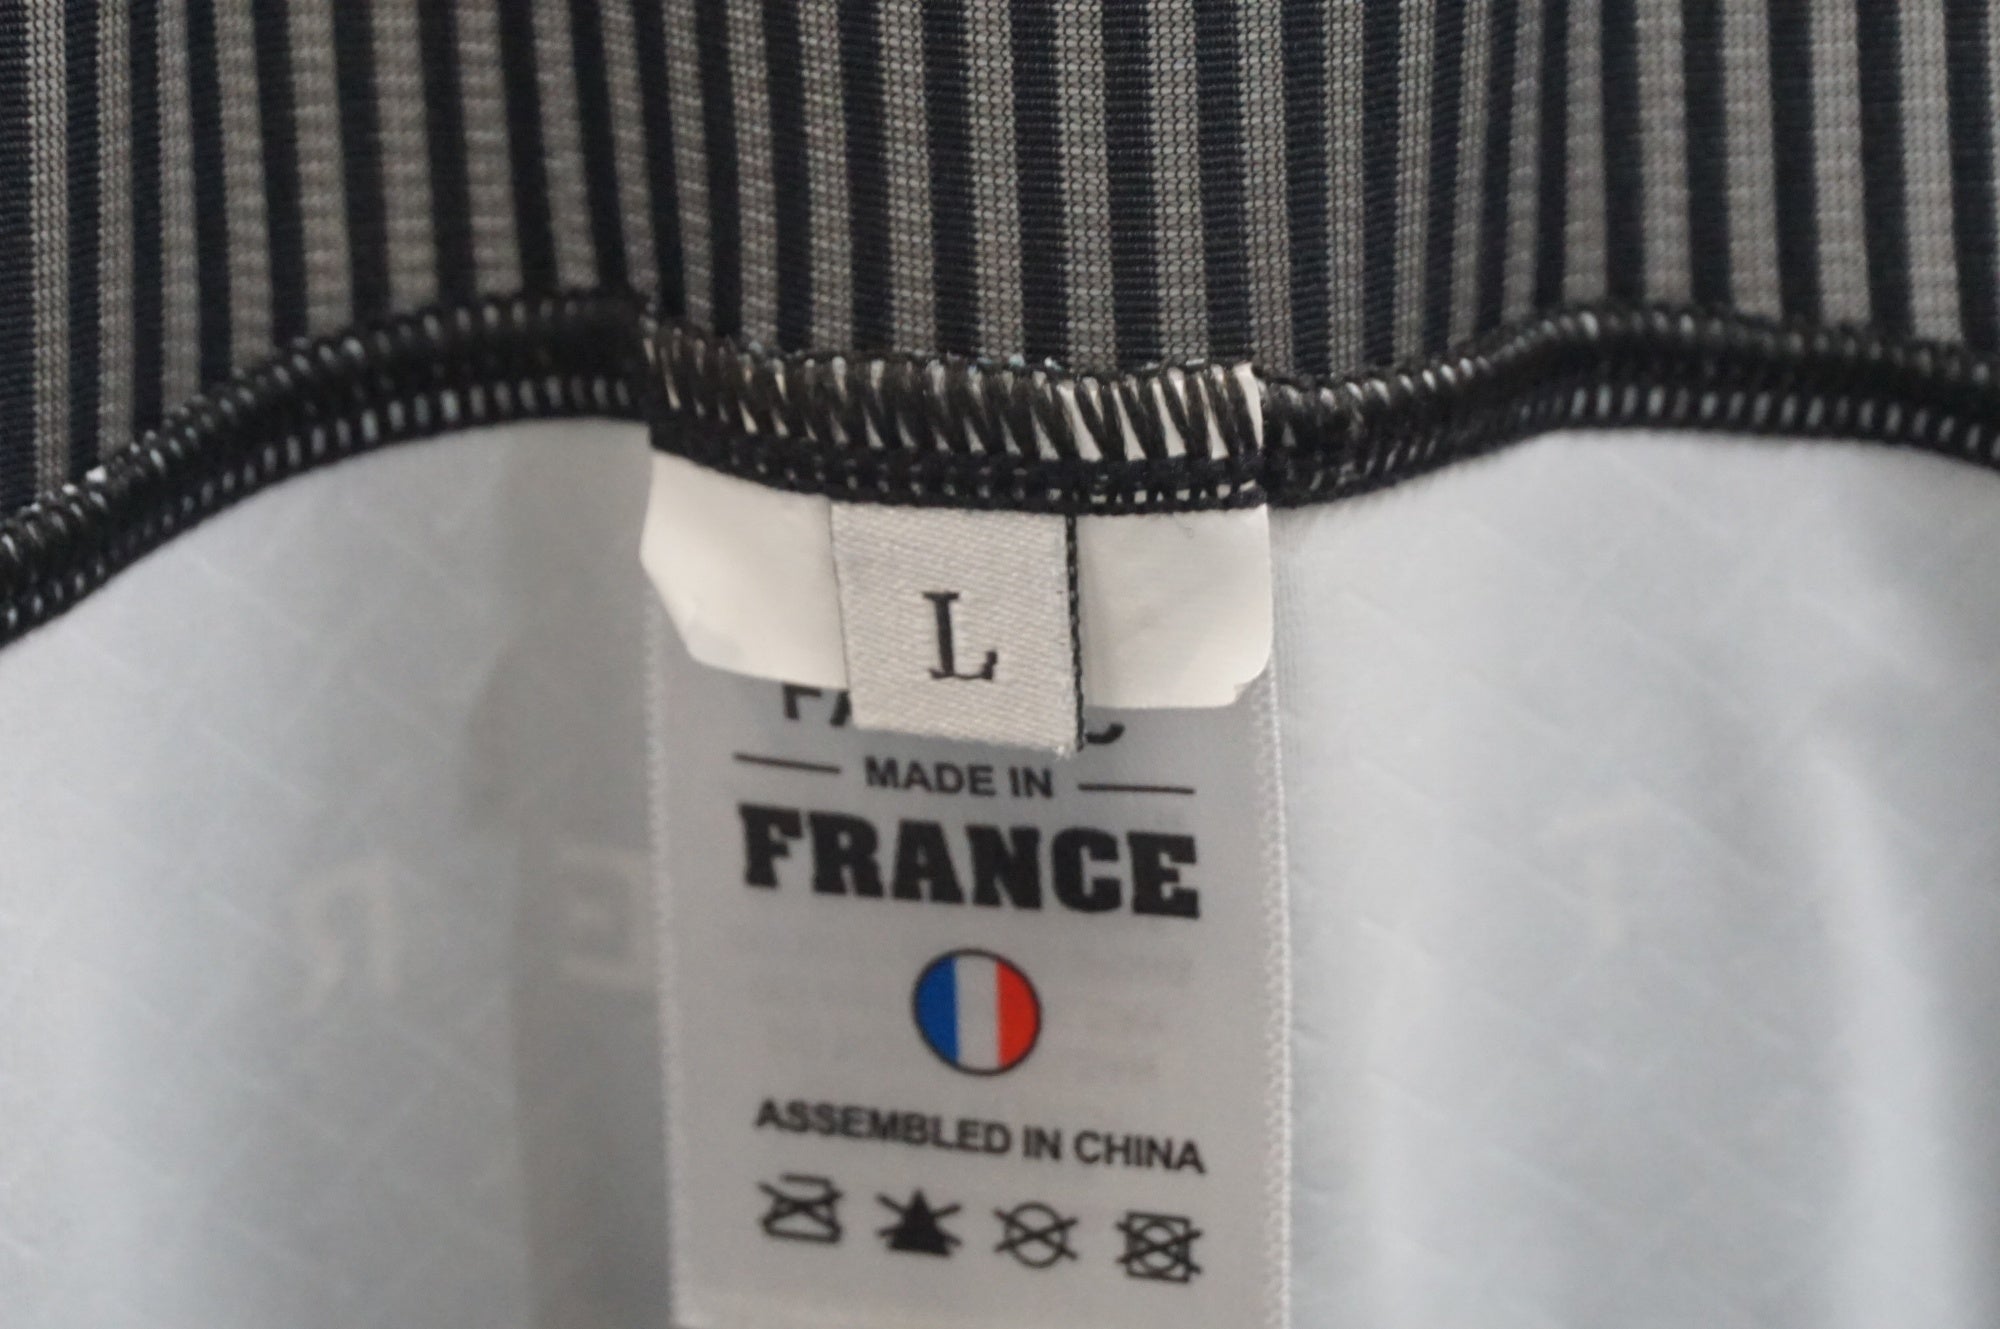 L
MADE IN
FRANCE
ASSEMBLED IN CHINA